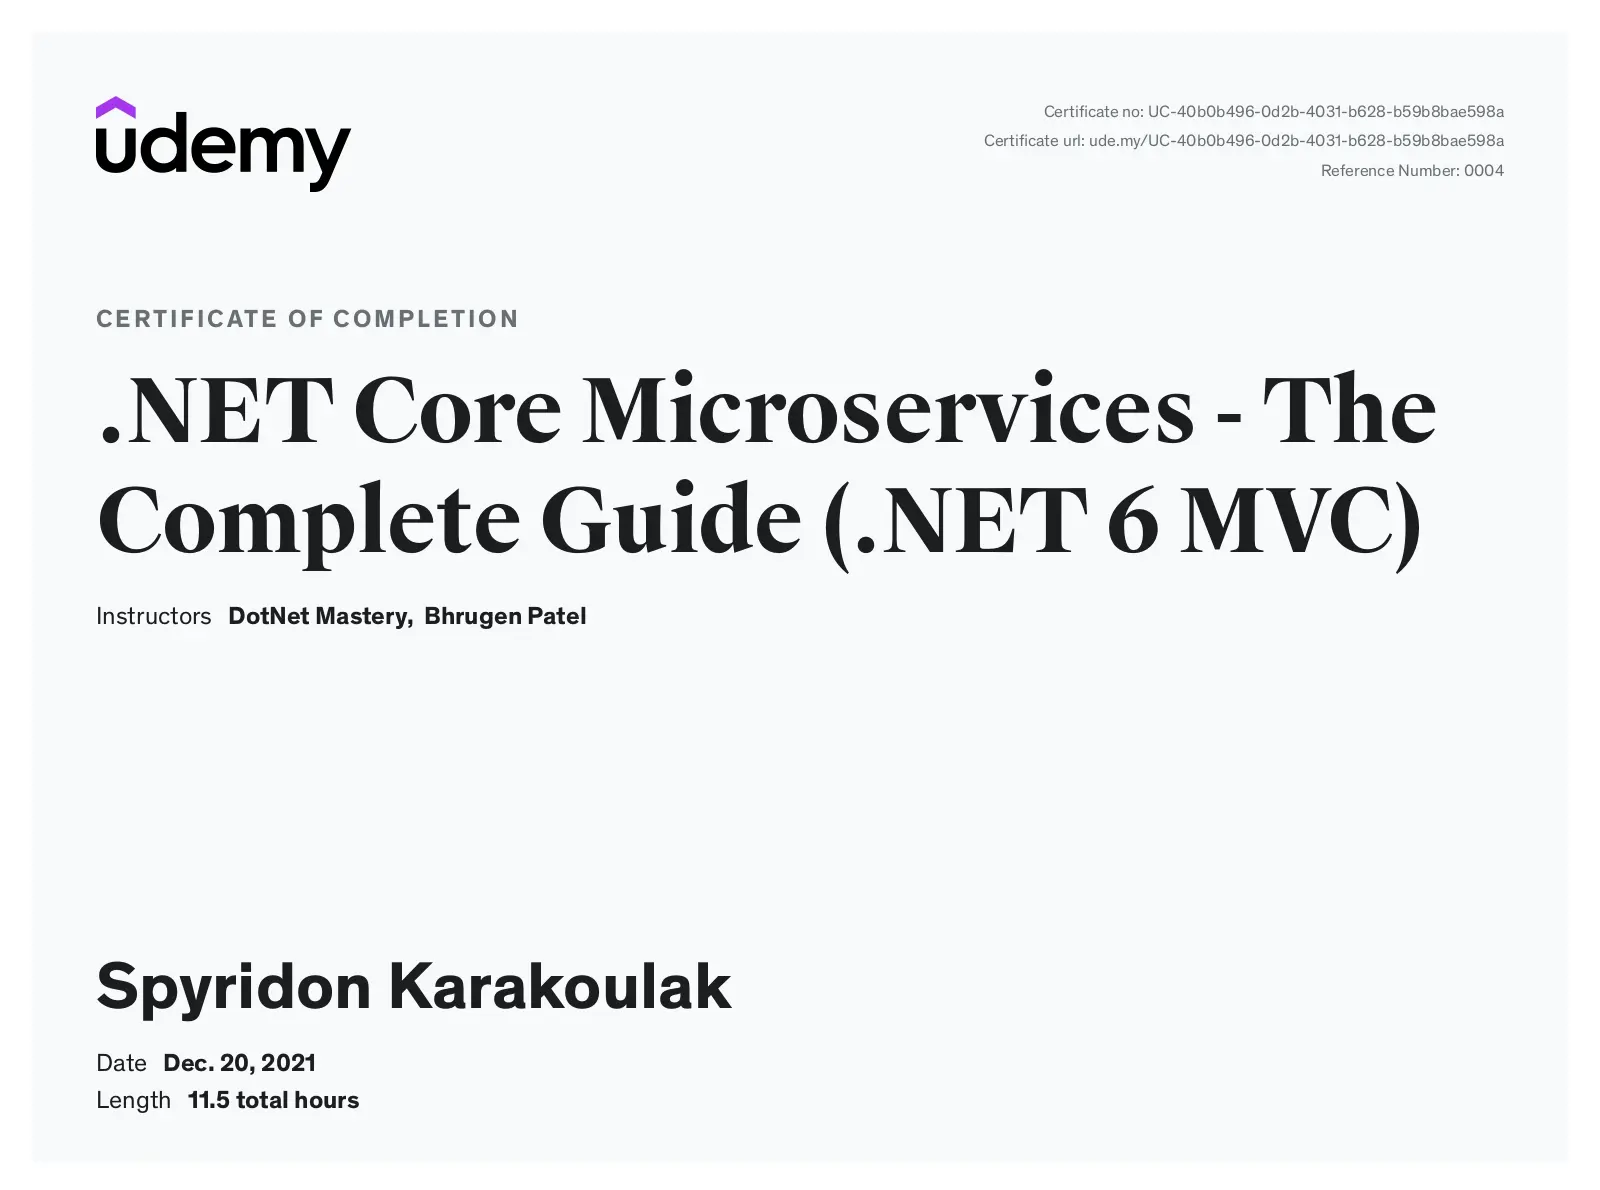 udemy
Certificate no: UC-40b0b496-0d2b-4031-b628-b59b8bae598a
Certificate url: ude.my/UC-40b0b496-0d2b-4031-b628-b59b8bae598a
Reference Number: 0004
CERTIFICATE OF COMPLETION
.NET Core Microservices - The
Complete Guide (.NET 6 MVC)
Instructors DotNet Mastery, Bhrugen Patel
Spyridon Karakoulak
Date Dec. 20, 2021
Length 11.5 total hours